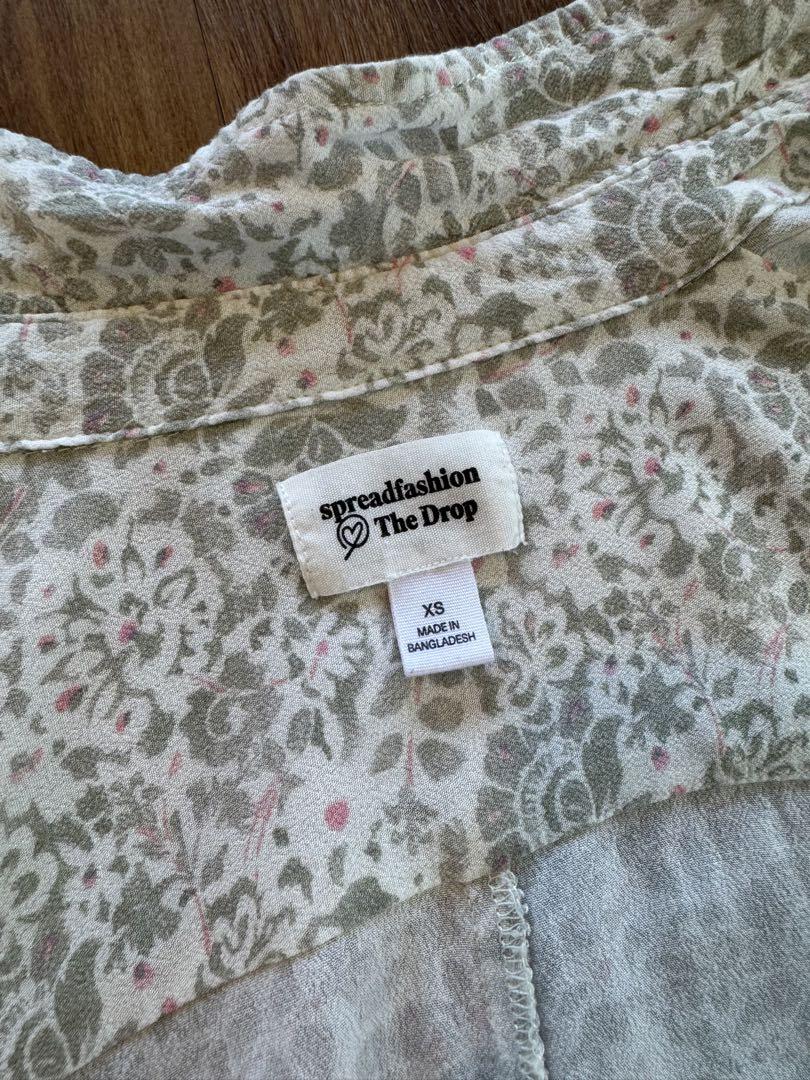 spreadfashion
The Drop
XS
MADE IN
BANGLADESH